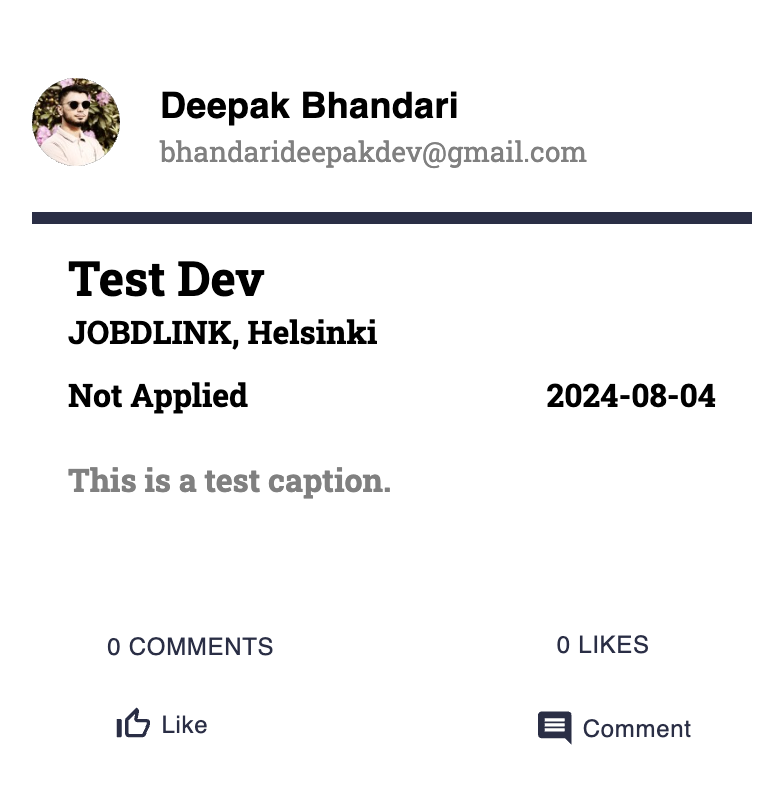 Deepak Bhandari
bhandarideepakdev@gmail.com
Test Dev
JOBDLINK, Helsinki
Not Applied 2024-08-04
This is a test caption.
0 COMMENTS 0 LIKES
Like Comment